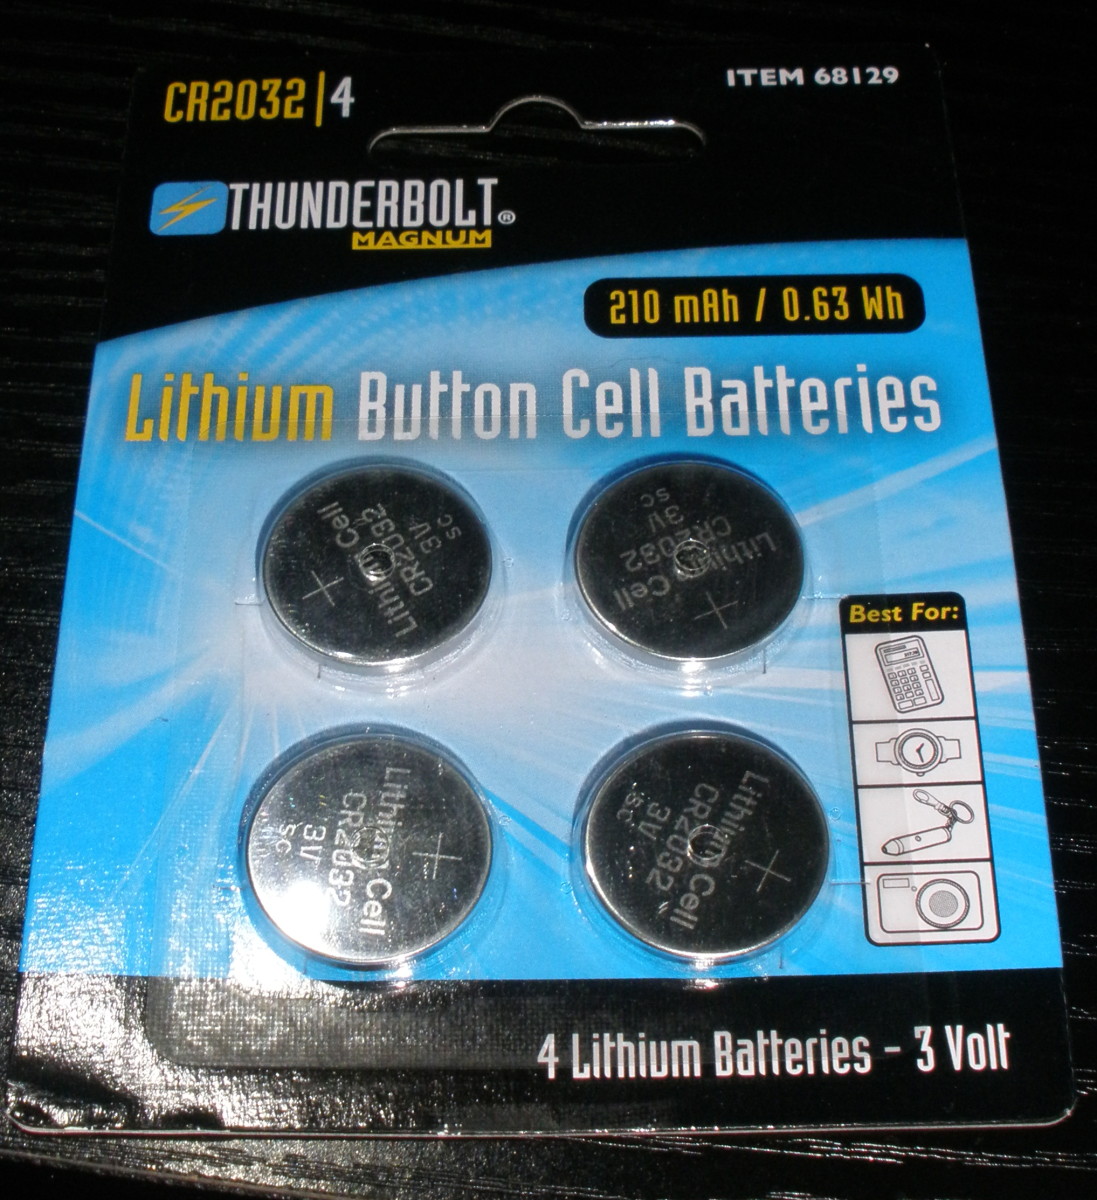 CR2032|4
ITEM 68129
THUNDERBOLT®
MAGNUM
210 mAh / 0.63 Wh
Lithium Button Cell Batteries
Lithium Cell
CR2032
3V
SC
Lithium Cell
CR2032
3V
SC
Best For:
Lithium Cell
CR2032
3V
SC
Lithium Cell
CR2032
3V
SC
4 Lithium Batteries - 3 Volt